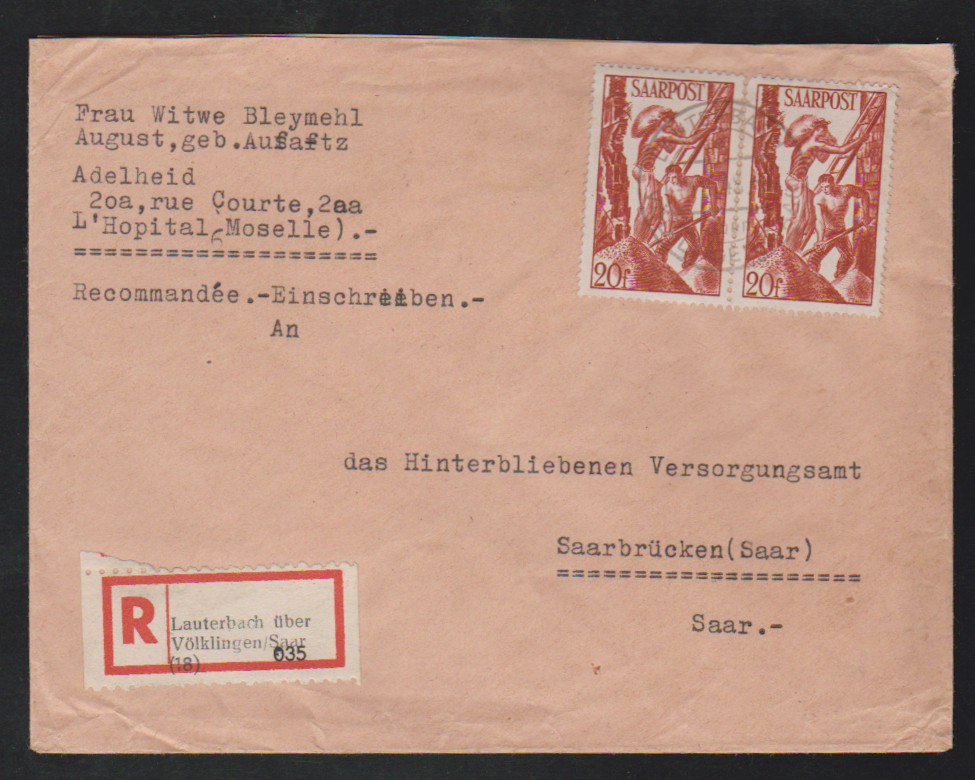 Frau Witwe Bleymehl
August, geb.Aufsatz
Adelheid
2oa,rue Courte,2aa
L'Hopital(Moselle).-
Recommandée.-Einschreiben.-
An
SAARPOST
20f
SAARPOST
20f
das Hinterbliebenen Versorgungsamt
Saarbrücken(Saar)
Saar.-
R
Lauterbach über
Völklingen/Saar
(18)
035